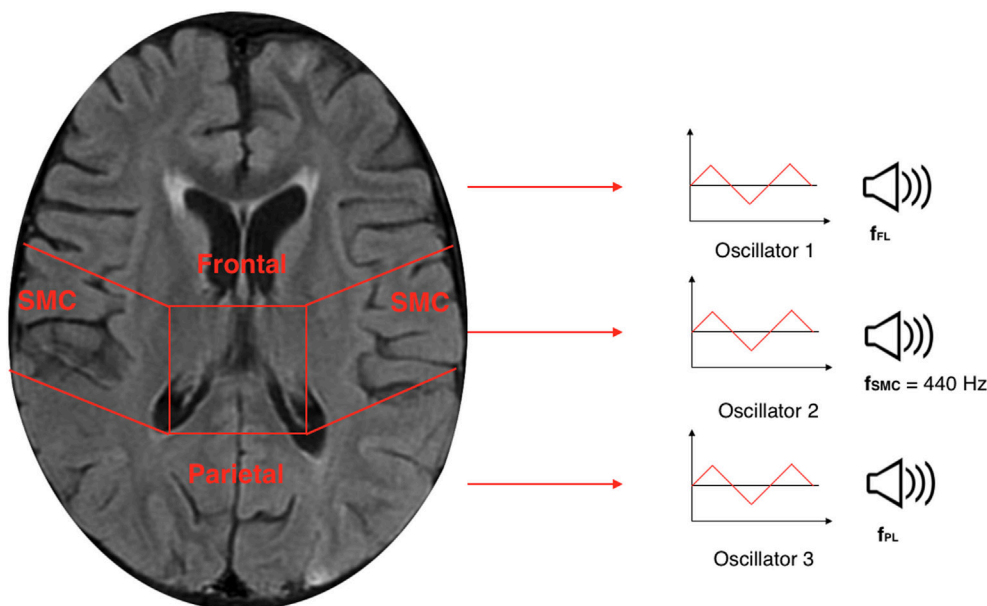 Frontal
SMC
SMC
Parietal
Oscillator 1
fFL
Oscillator 2
fSMC = 440 Hz
Oscillator 3
fPL